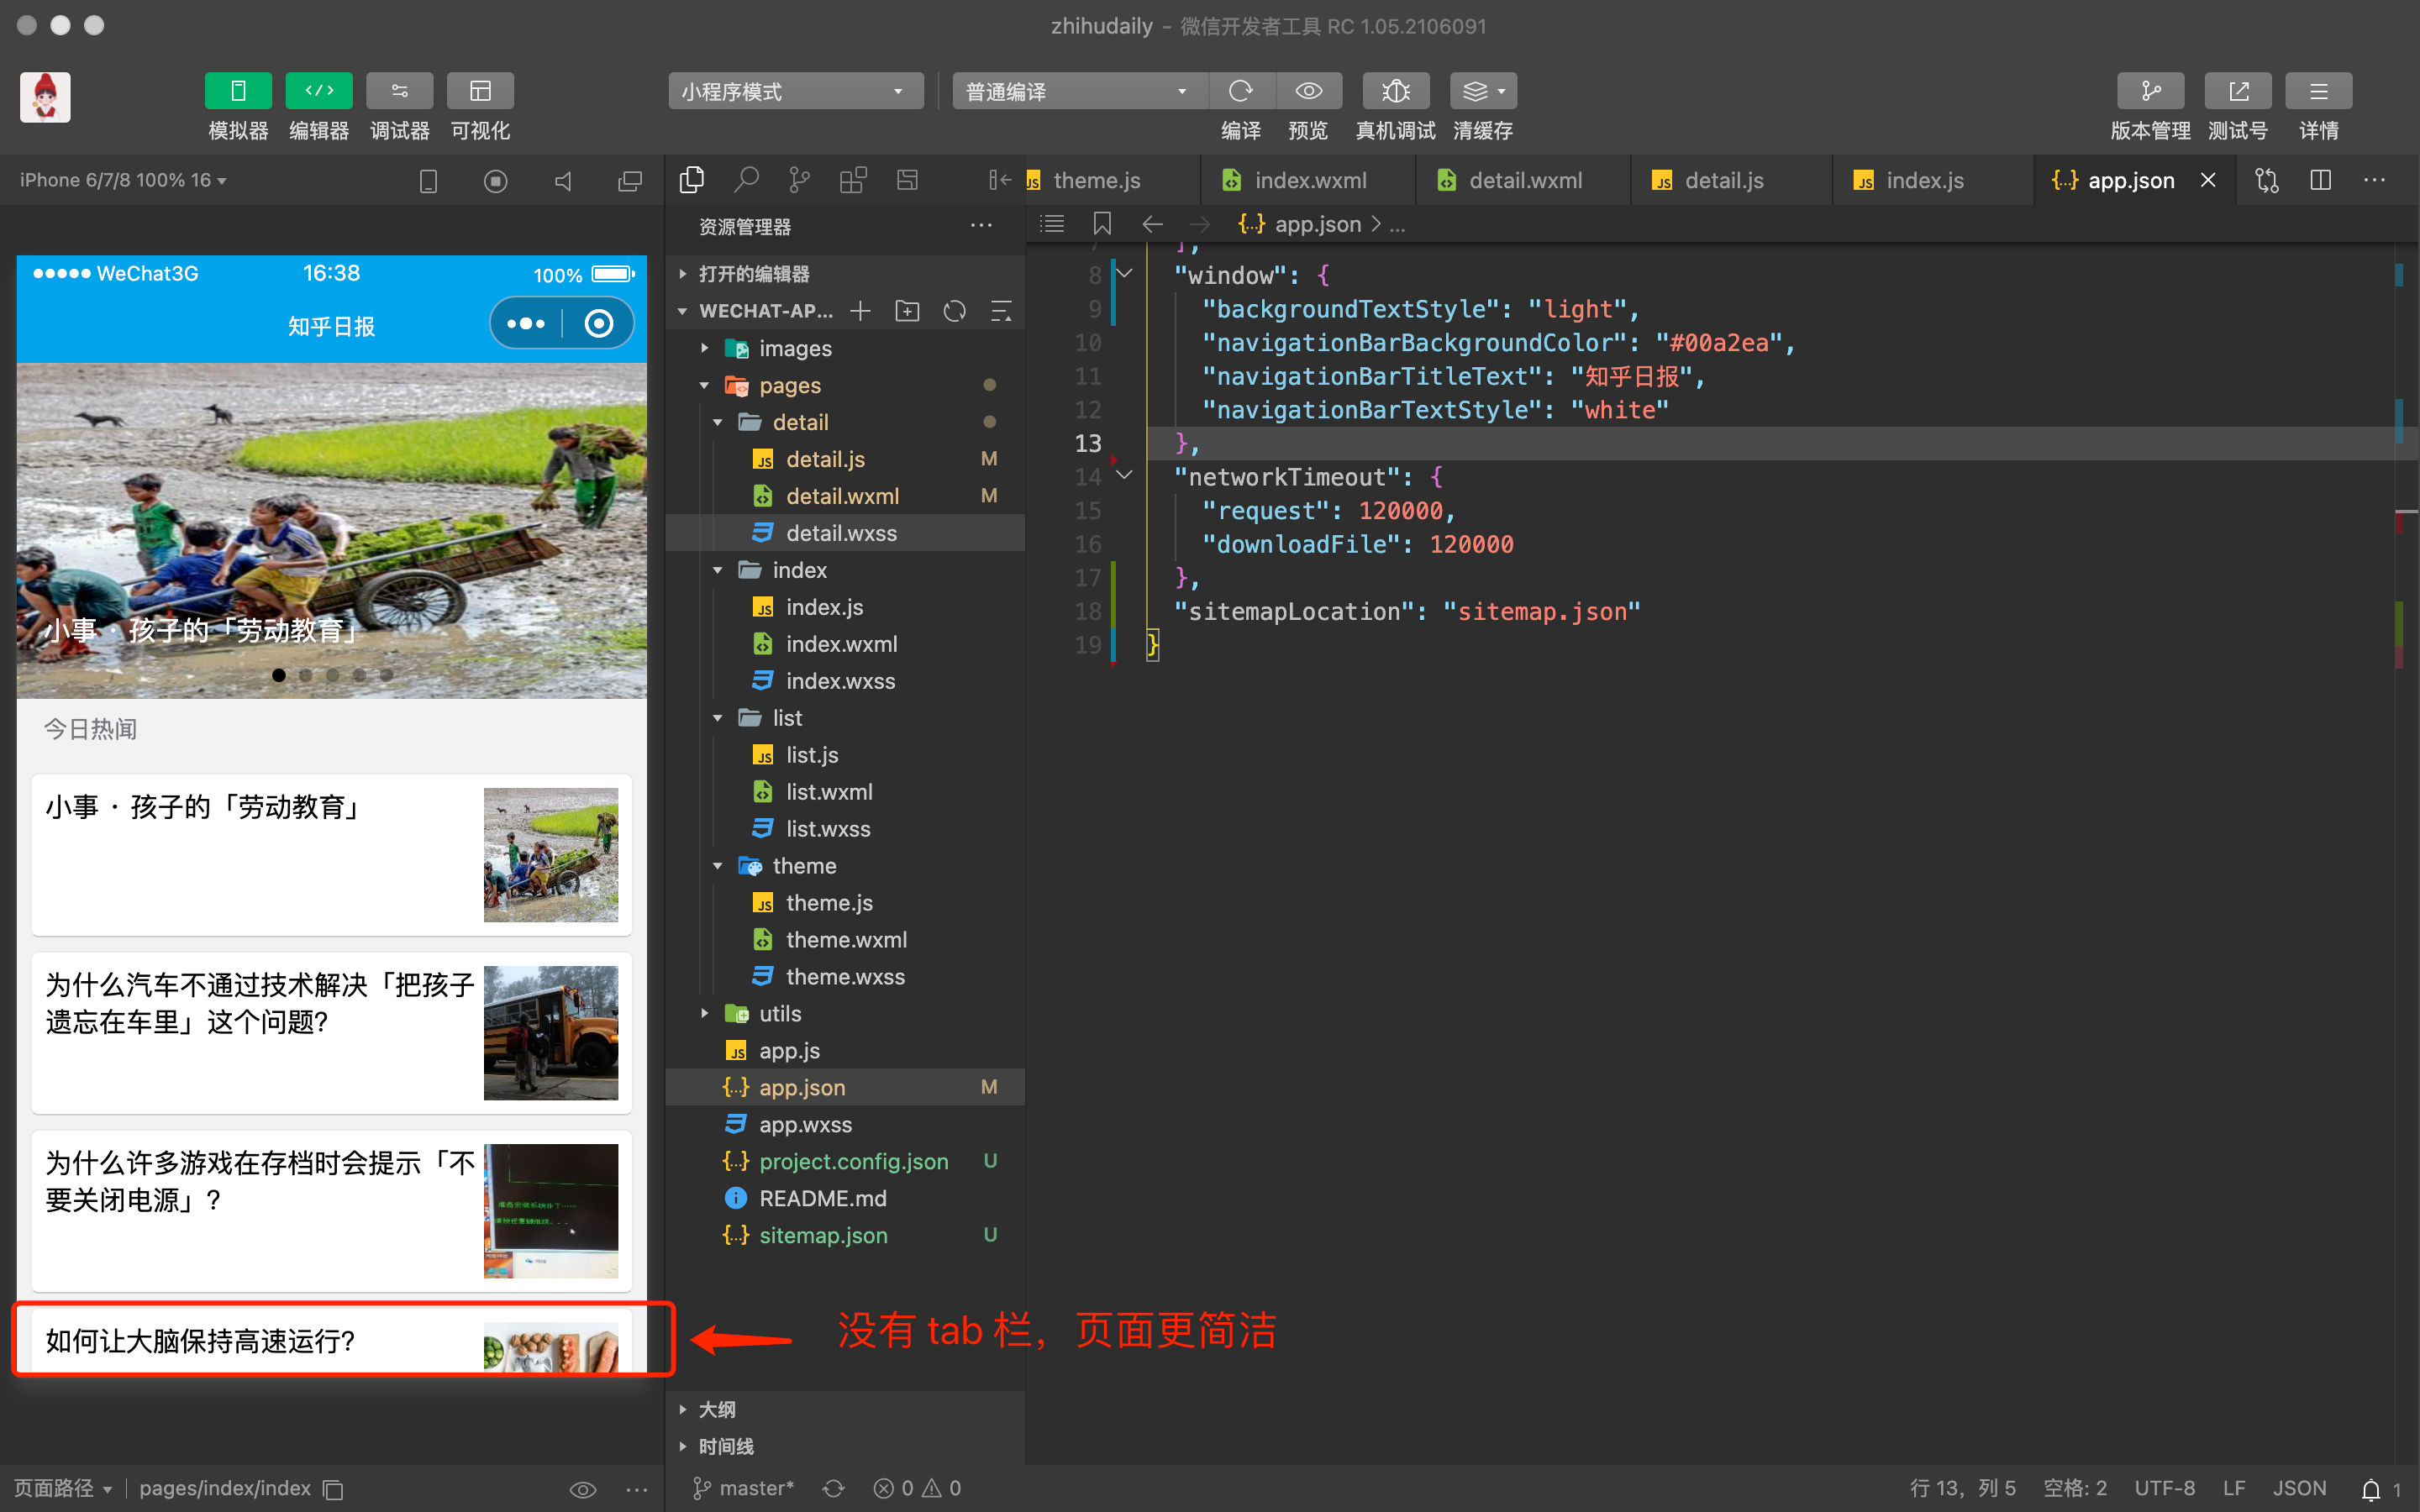 zhihudaily - 微信开发者工具 RC 1.05.2106091
模拟器 编辑器 调试器 可视化
小程序模式
普通编译
编译 预览 真机调试 清缓存
版本管理 测试号 详情
iPhone 6/7/8 100% 16
WeChat3G 16:38 100%
知乎日报
小事 · 孩子的「劳动教育」
今日热闻
小事 · 孩子的「劳动教育」
为什么汽车不通过技术解决「把孩子
遗忘在车里」这个问题?
为什么许多游戏在存档时会提示「不
要关闭电源」?
如何让大脑保持高速运行?
页面路径 pages/index/index
资源管理器
打开的编辑器
WECHAT-AP...
images
pages
detail
detail.js M
detail.wxml M
detail.wxss
index
index.js
index.wxml
index.wxss
list
list.js
list.wxml
list.wxss
theme
theme.js
theme.wxml
theme.wxss
utils
app.js
app.json M
app.wxss
project.config.json U
README.md
sitemap.json U
大纲
时间线
theme.js index.wxml detail.wxml detail.js index.js app.json
app.json > ...
7 ],
8 "window": {
9 "backgroundTextStyle": "light",
10 "navigationBarBackgroundColor": "#00a2ea",
11 "navigationBarTitleText": "知乎日报",
12 "navigationBarTextStyle": "white"
13 },
14 "networkTimeout": {
15 "request": 120000,
16 "downloadFile": 120000
17 },
18 "sitemapLocation": "sitemap.json"
19 }
没有 tab 栏，页面更简洁
master* 0 0
行 13，列 5 空格: 2 UTF-8 LF JSON 1